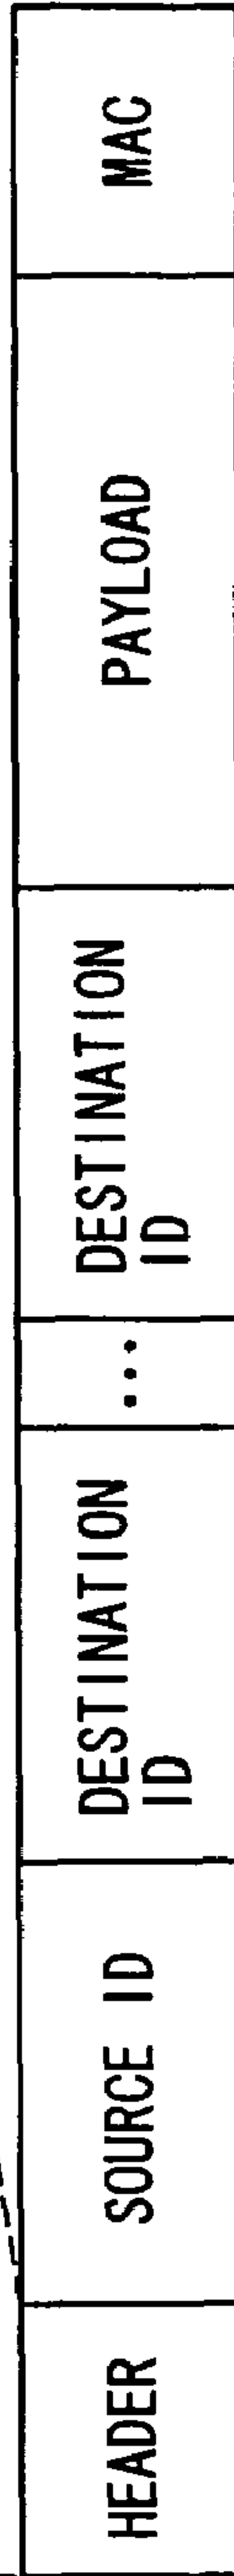 HEADER
SOURCE ID
DESTINATION
ID
...
DESTINATION
ID
PAYLOAD
MAC